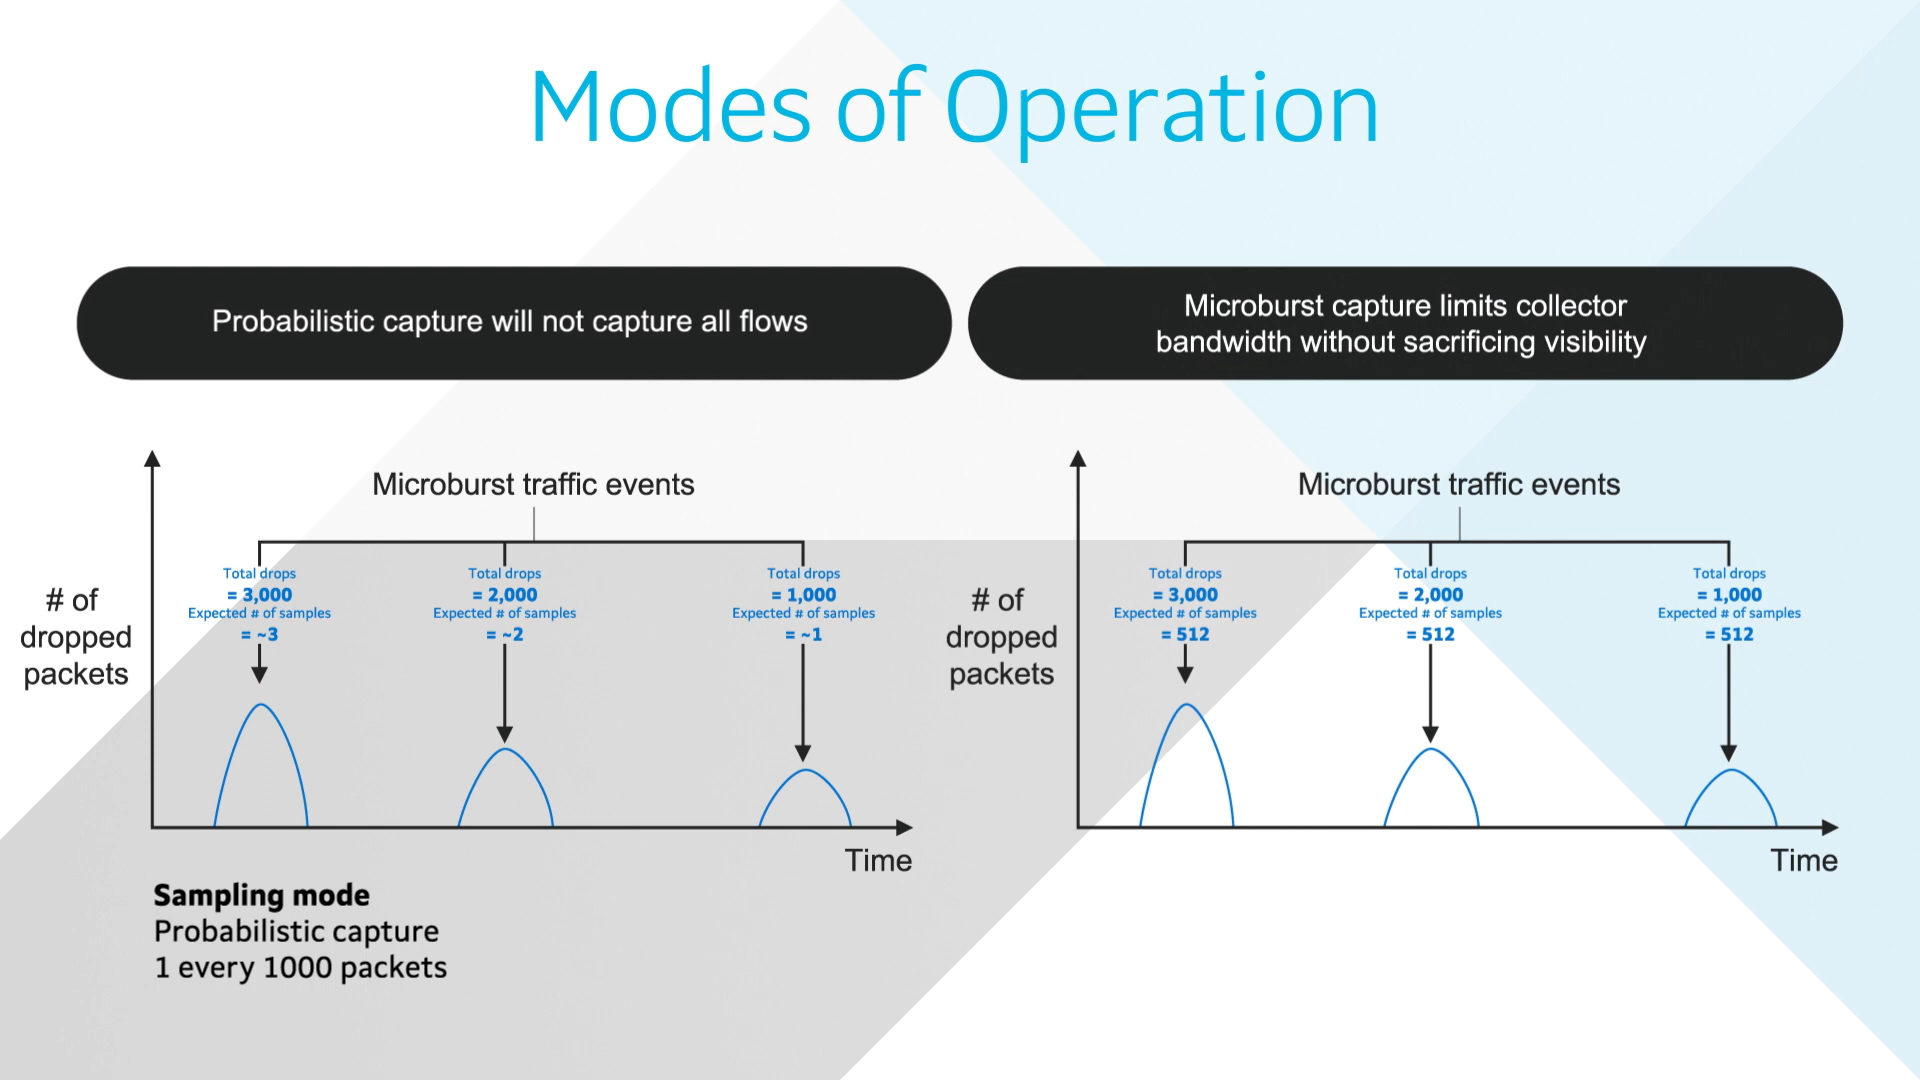 Modes of Operation
Probabilistic capture will not capture all flows
Microburst capture limits collector
bandwidth without sacrificing visibility
Microburst traffic events
Total drops
= 3,000
Expected # of samples
= ~3
Total drops
= 2,000
Expected # of samples
= ~2
Total drops
= 1,000
Expected # of samples
= ~1
# of
dropped
packets
Time
Sampling mode
Probabilistic capture
1 every 1000 packets
Microburst traffic events
Total drops
= 3,000
Expected # of samples
= 512
Total drops
= 2,000
Expected # of samples
= 512
Total drops
= 1,000
Expected # of samples
= 512
# of
dropped
packets
Time